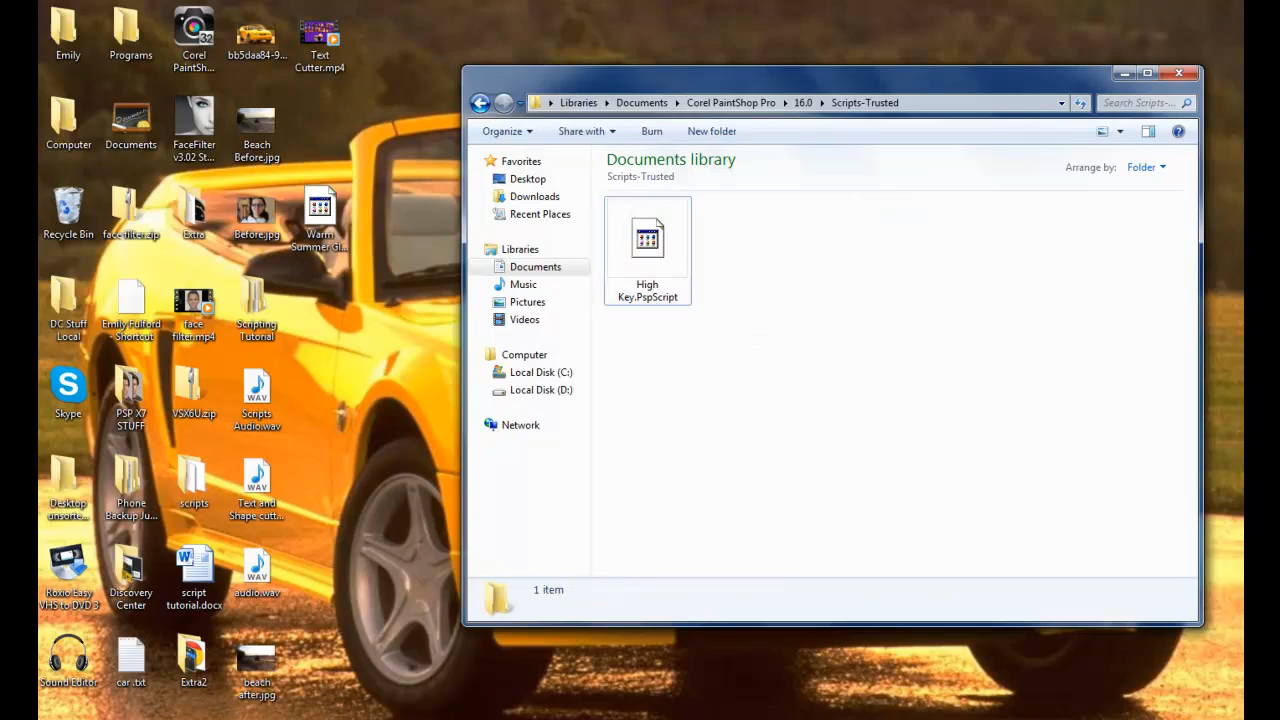 Emily
Programs
Corel
PaintSh...
bb5daa84-9...
Text
Cutter.mp4
Computer
Documents
FaceFilter
v3.02 St...
Beach
Before.jpg
Recycle Bin
face filter.zip
Extra
Before.jpg
Warm
Summer Gl...
DC Stuff
Local
Emily Fulford
- Shortcut
face
filter.mp4
Scripting
Tutorial
Skype
PSP X7
STUFF
VSX6U.zip
Scripts
Audio.wav
Desktop
unsorte...
Phone
Backup Ju...
scripts
Text and
Shape cutt...
Roxio Easy
VHS to DVD 3
Discovery
Center
script
tutorial.docx
audio.wav
Sound Editor
car.txt
Extra2
beach
after.jpg
Libraries
Documents
Corel PaintShop Pro
16.0
Scripts-Trusted
Search Scripts-...
Organize
Share with
Burn
New folder
Favorites
Desktop
Downloads
Recent Places
Libraries
Documents
Music
Pictures
Videos
Computer
Local Disk (C:)
Local Disk (D:)
Network
Documents library
Scripts-Trusted
Arrange by: Folder
High
Key.PspScript
1 item